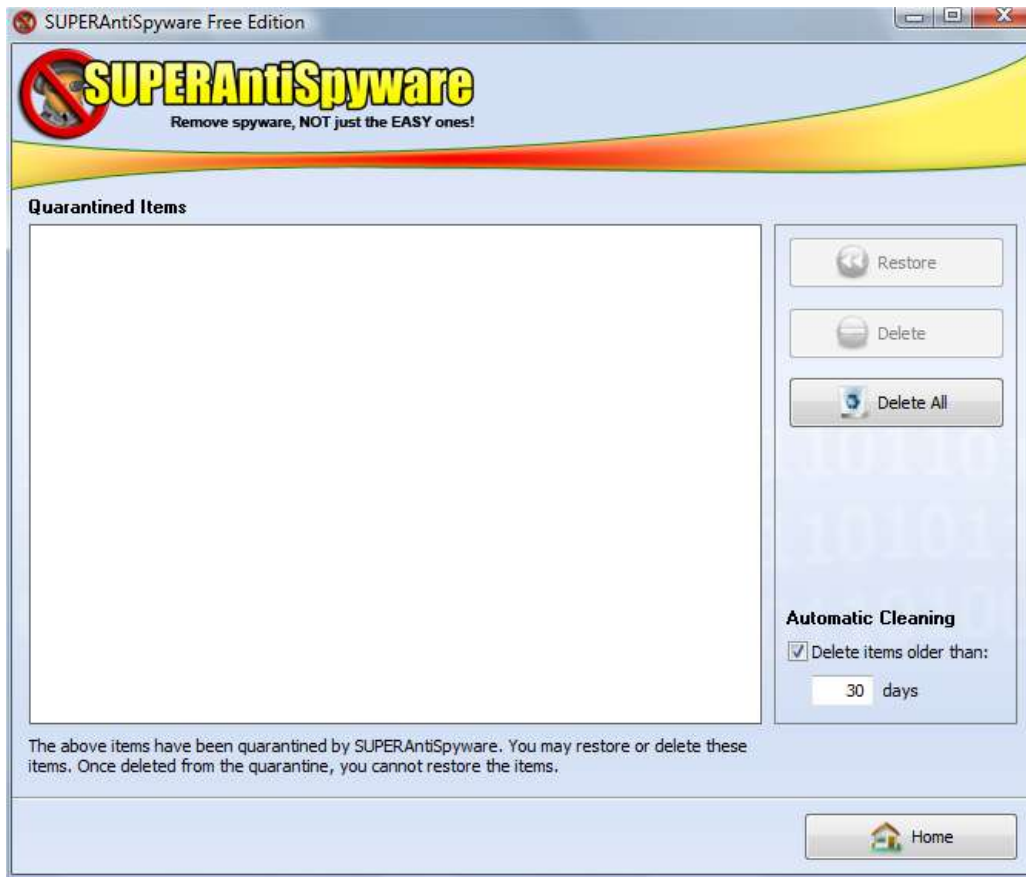 SUPERAntiSpyware Free Edition
SUPERAntiSpyware
Remove spyware, NOT just the EASY ones!
Quarantined Items
Restore
Delete
Delete All
Automatic Cleaning
Delete items older than:
30 days
The above items have been quarantined by SUPERAntiSpyware. You may restore or delete these
items. Once deleted from the quarantine, you cannot restore the items.
Home